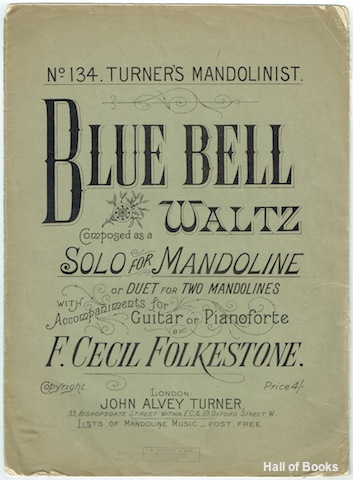 No 134. TURNER'S MANDOLINIST.
BLUE BELL
WALTZ
Composed as a
SOLO FOR MANDOLINE
OR DUET FOR TWO MANDOLINES
WITH Accompaniments for
Guitar or Pianoforte
BY
F. CECIL FOLKESTONE.
Copyright. Price 4/-
LONDON
JOHN ALVEY TURNER,
33, BISHOPSGATE STREET WITHIN E.C. & 39, OXFORD STREET, W.
LISTS OF MANDOLINE MUSIC _ POST FREE.
Hall of Books